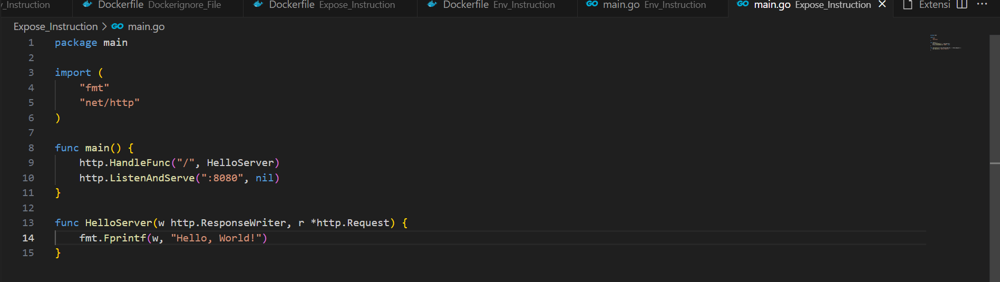 _Instruction Dockerfile Dockerignore_File Dockerfile Expose_Instruction Dockerfile Env_Instruction GO main.go Env_Instruction GO main.go Expose_Instruction × Extensi ···
Expose_Instruction > GO main.go
1 package main
2
3 import (
4 "fmt"
5 "net/http"
6 )
7
8 func main() {
9 http.HandleFunc("/", HelloServer)
10 http.ListenAndServe(":8080", nil)
11 }
12
13 func HelloServer(w http.ResponseWriter, r *http.Request) {
14 fmt.Fprintf(w, "Hello, World!")
15 }